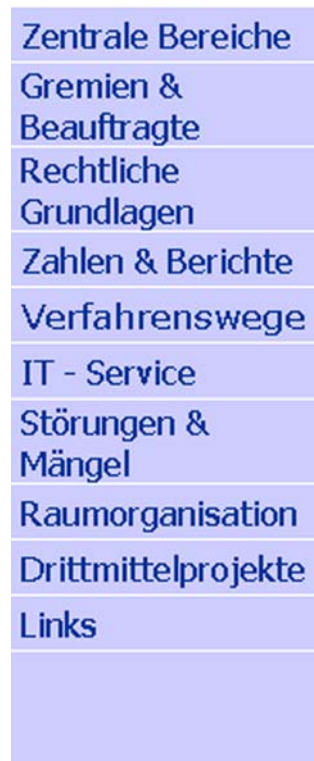 Zentrale Bereiche
Gremien &
Beauftragte
Rechtliche
Grundlagen
Zahlen & Berichte
Verfahrenswege
IT - Service
Störungen &
Mängel
Raumorganisation
Drittmittelprojekte
Links